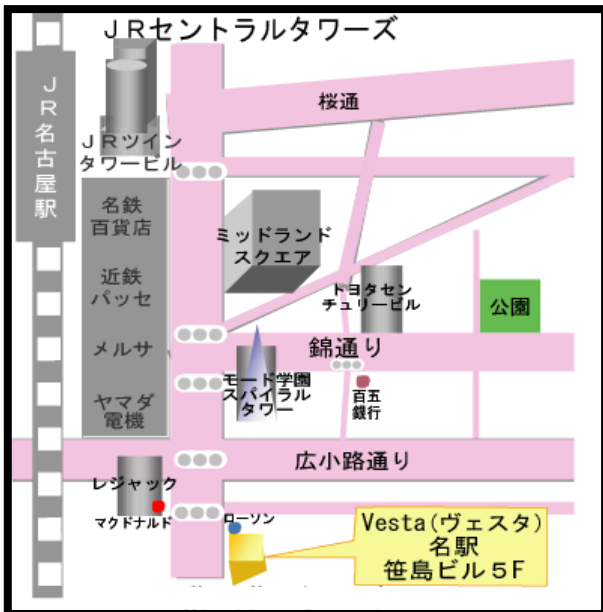 JRセントラルタワーズ
JR名古屋駅
桜通
JRツイン
タワービル
名鉄
百貨店
ミッドランド
スクエア
近鉄
パッセ
トヨタセン
チュリービル
公園
メルサ
錦通り
モード学園
スパイラル
タワー
百五
銀行
ヤマダ
電機
広小路通り
レジャック
マクドナルド
ローソン
Vesta(ヴェスタ)
名駅
笹島ビル5F